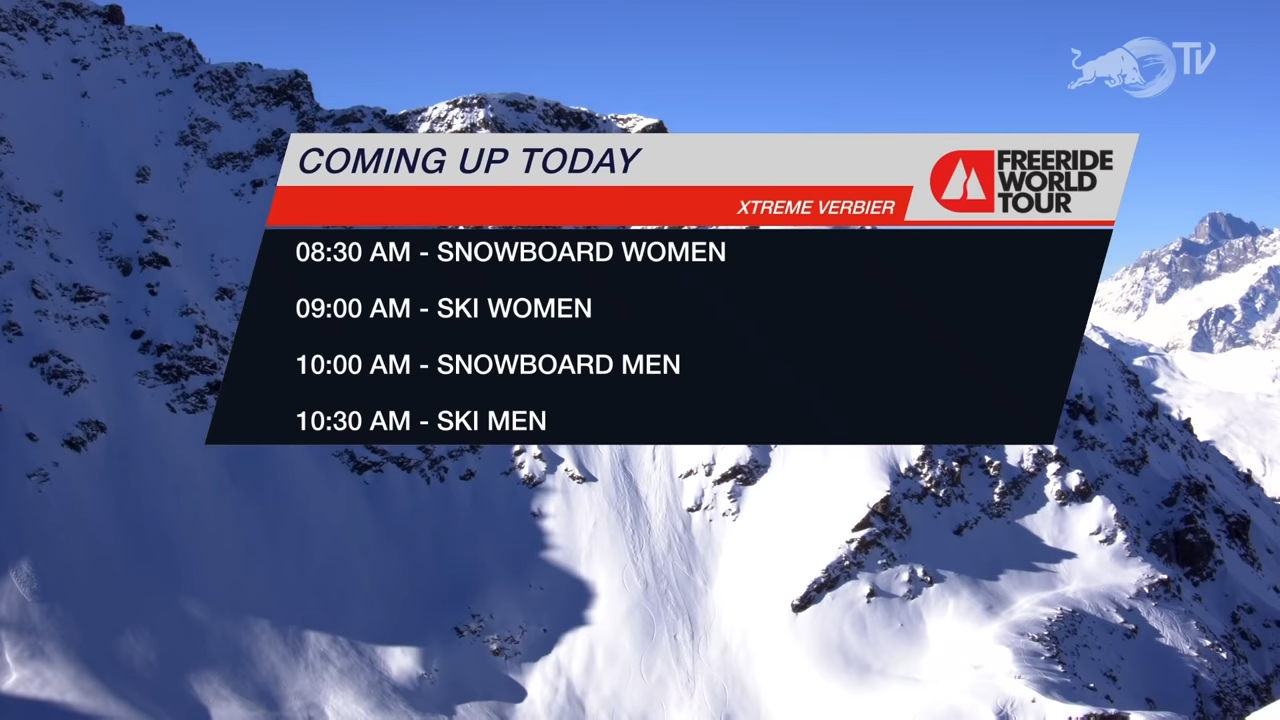 TV
COMING UP TODAY
FREERIDE
WORLD
TOUR
XTREME VERBIER
08:30 AM - SNOWBOARD WOMEN
09:00 AM - SKI WOMEN
10:00 AM - SNOWBOARD MEN
10:30 AM - SKI MEN